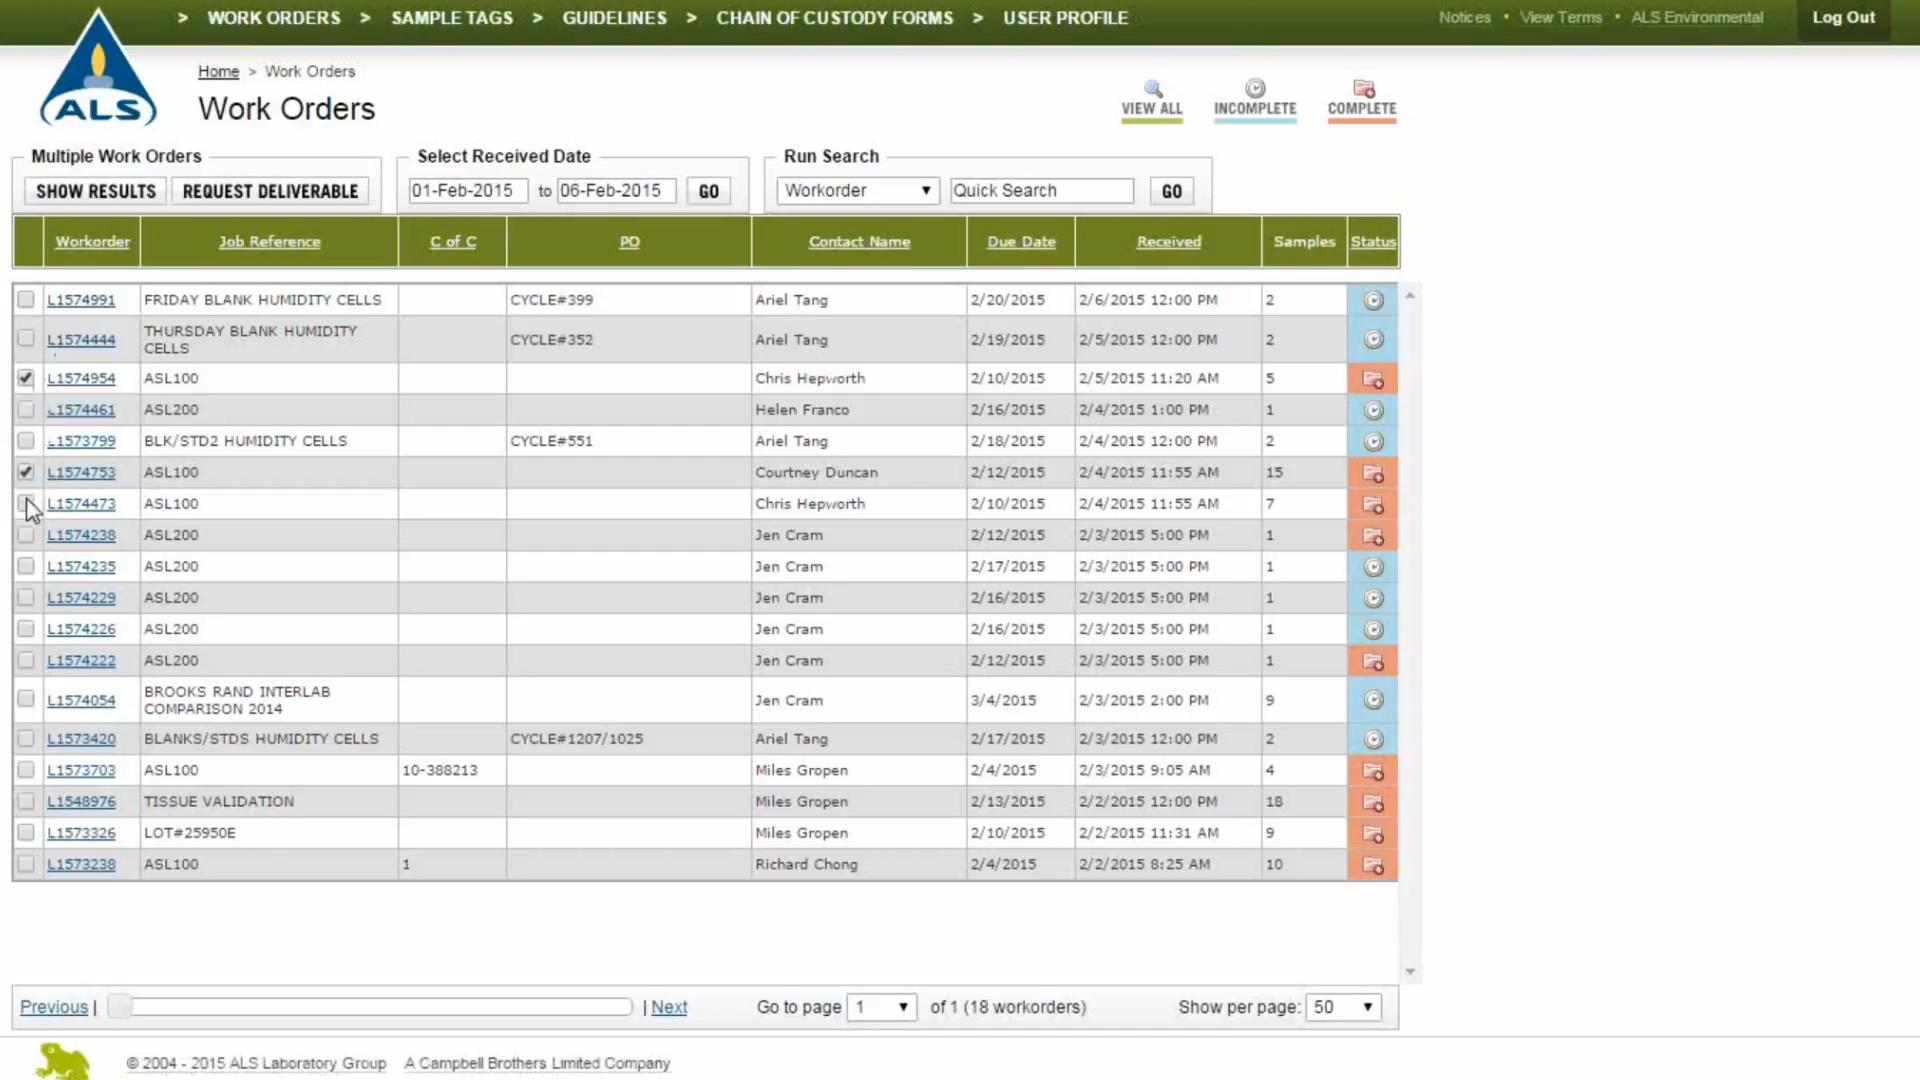 > WORK ORDERS > SAMPLE TAGS > GUIDELINES > CHAIN OF CUSTODY FORMS > USER PROFILE
Notices • View Terms • ALS Environmental
Log Out
ALS
Home > Work Orders
Work Orders
VIEW ALL INCOMPLETE COMPLETE
Multiple Work Orders
SHOW RESULTS REQUEST DELIVERABLE
Select Received Date
01-Feb-2015 to 06-Feb-2015 GO
Run Search
Workorder Quick Search GO
Workorder Job Reference C of C PO Contact Name Due Date Received Samples Status
L1574991 FRIDAY BLANK HUMIDITY CELLS CYCLE#399 Ariel Tang 2/20/2015 2/6/2015 12:00 PM 2
L1574444 THURSDAY BLANK HUMIDITY CELLS CYCLE#352 Ariel Tang 2/19/2015 2/5/2015 12:00 PM 2
L1574954 ASL100 Chris Hepworth 2/10/2015 2/5/2015 11:20 AM 5
L1574461 ASL200 Helen Franco 2/16/2015 2/4/2015 1:00 PM 1
L1573799 BLK/STD2 HUMIDITY CELLS CYCLE#551 Ariel Tang 2/18/2015 2/4/2015 12:00 PM 2
L1574753 ASL100 Courtney Duncan 2/12/2015 2/4/2015 11:55 AM 15
L1574473 ASL100 Chris Hepworth 2/10/2015 2/4/2015 11:55 AM 7
L1574238 ASL200 Jen Cram 2/12/2015 2/3/2015 5:00 PM 1
L1574235 ASL200 Jen Cram 2/17/2015 2/3/2015 5:00 PM 1
L1574229 ASL200 Jen Cram 2/16/2015 2/3/2015 5:00 PM 1
L1574226 ASL200 Jen Cram 2/16/2015 2/3/2015 5:00 PM 1
L1574222 ASL200 Jen Cram 2/12/2015 2/3/2015 5:00 PM 1
L1574054 BROOKS RAND INTERLAB COMPARISON 2014 Jen Cram 3/4/2015 2/3/2015 2:00 PM 9
L1573420 BLANKS/STDS HUMIDITY CELLS CYCLE#1207/1025 Ariel Tang 2/17/2015 2/3/2015 12:00 PM 2
L1573703 ASL100 10-388213 Miles Gropen 2/4/2015 2/3/2015 9:05 AM 4
L1548976 TISSUE VALIDATION Miles Gropen 2/13/2015 2/2/2015 12:00 PM 18
L1573326 LOT#25950E Miles Gropen 2/10/2015 2/2/2015 11:31 AM 9
L1573238 ASL100 1 Richard Chong 2/4/2015 2/2/2015 8:25 AM 10
Previous | | Next Go to page 1 of 1 (18 workorders) Show per page: 50
© 2004 - 2015 ALS Laboratory Group A Campbell Brothers Limited Company